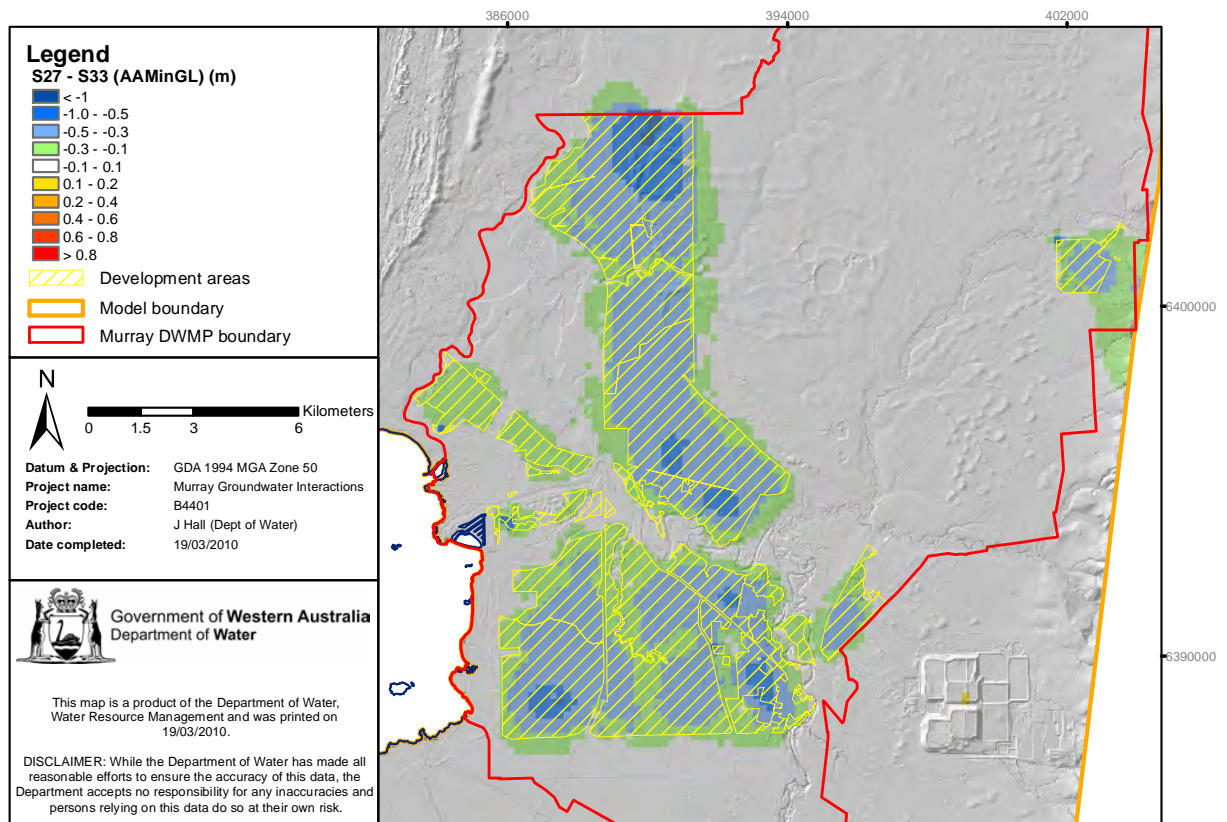 Legend
S27 - S33 (AAMinGL) (m)
< -1
-1.0 - -0.5
-0.5 - -0.3
-0.3 - -0.1
-0.1 - 0.1
0.1 - 0.2
0.2 - 0.4
0.4 - 0.6
0.6 - 0.8
> 0.8
Development areas
Model boundary
Murray DWMP boundary
N
Kilometers
0 1.5 3 6
Datum & Projection: GDA 1994 MGA Zone 50
Project name: Murray Groundwater Interactions
Project code: B4401
Author: J Hall (Dept of Water)
Date completed: 19/03/2010
Government of Western Australia
Department of Water
This map is a product of the Department of Water,
Water Resource Management and was printed on
19/03/2010.
DISCLAIMER: While the Department of Water has made all
reasonable efforts to ensure the accuracy of this data, the
Department accepts no responsibility for any inaccuracies and
persons relying on this data do so at their own risk.
386000 394000 402000
6400000
6390000